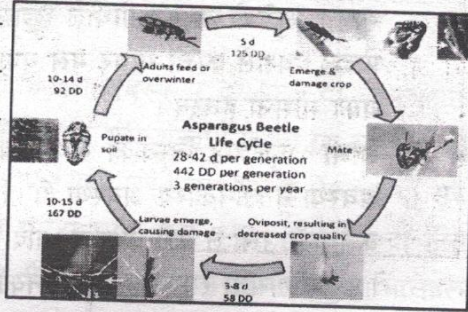 5 d
125 DD
Adults feed or
overwinter
Emerge &
damage crop
10-14 d
92 DD
Pupate in
soil
Asparagus Beetle
Life Cycle
28-42 d per generation
442 DD per generation
3 generations per year
Mate
10-15 d
167 DD
Larvae emerge,
causing damage
Oviposit, resulting in
decreased crop quality
3-8 d
58 DD